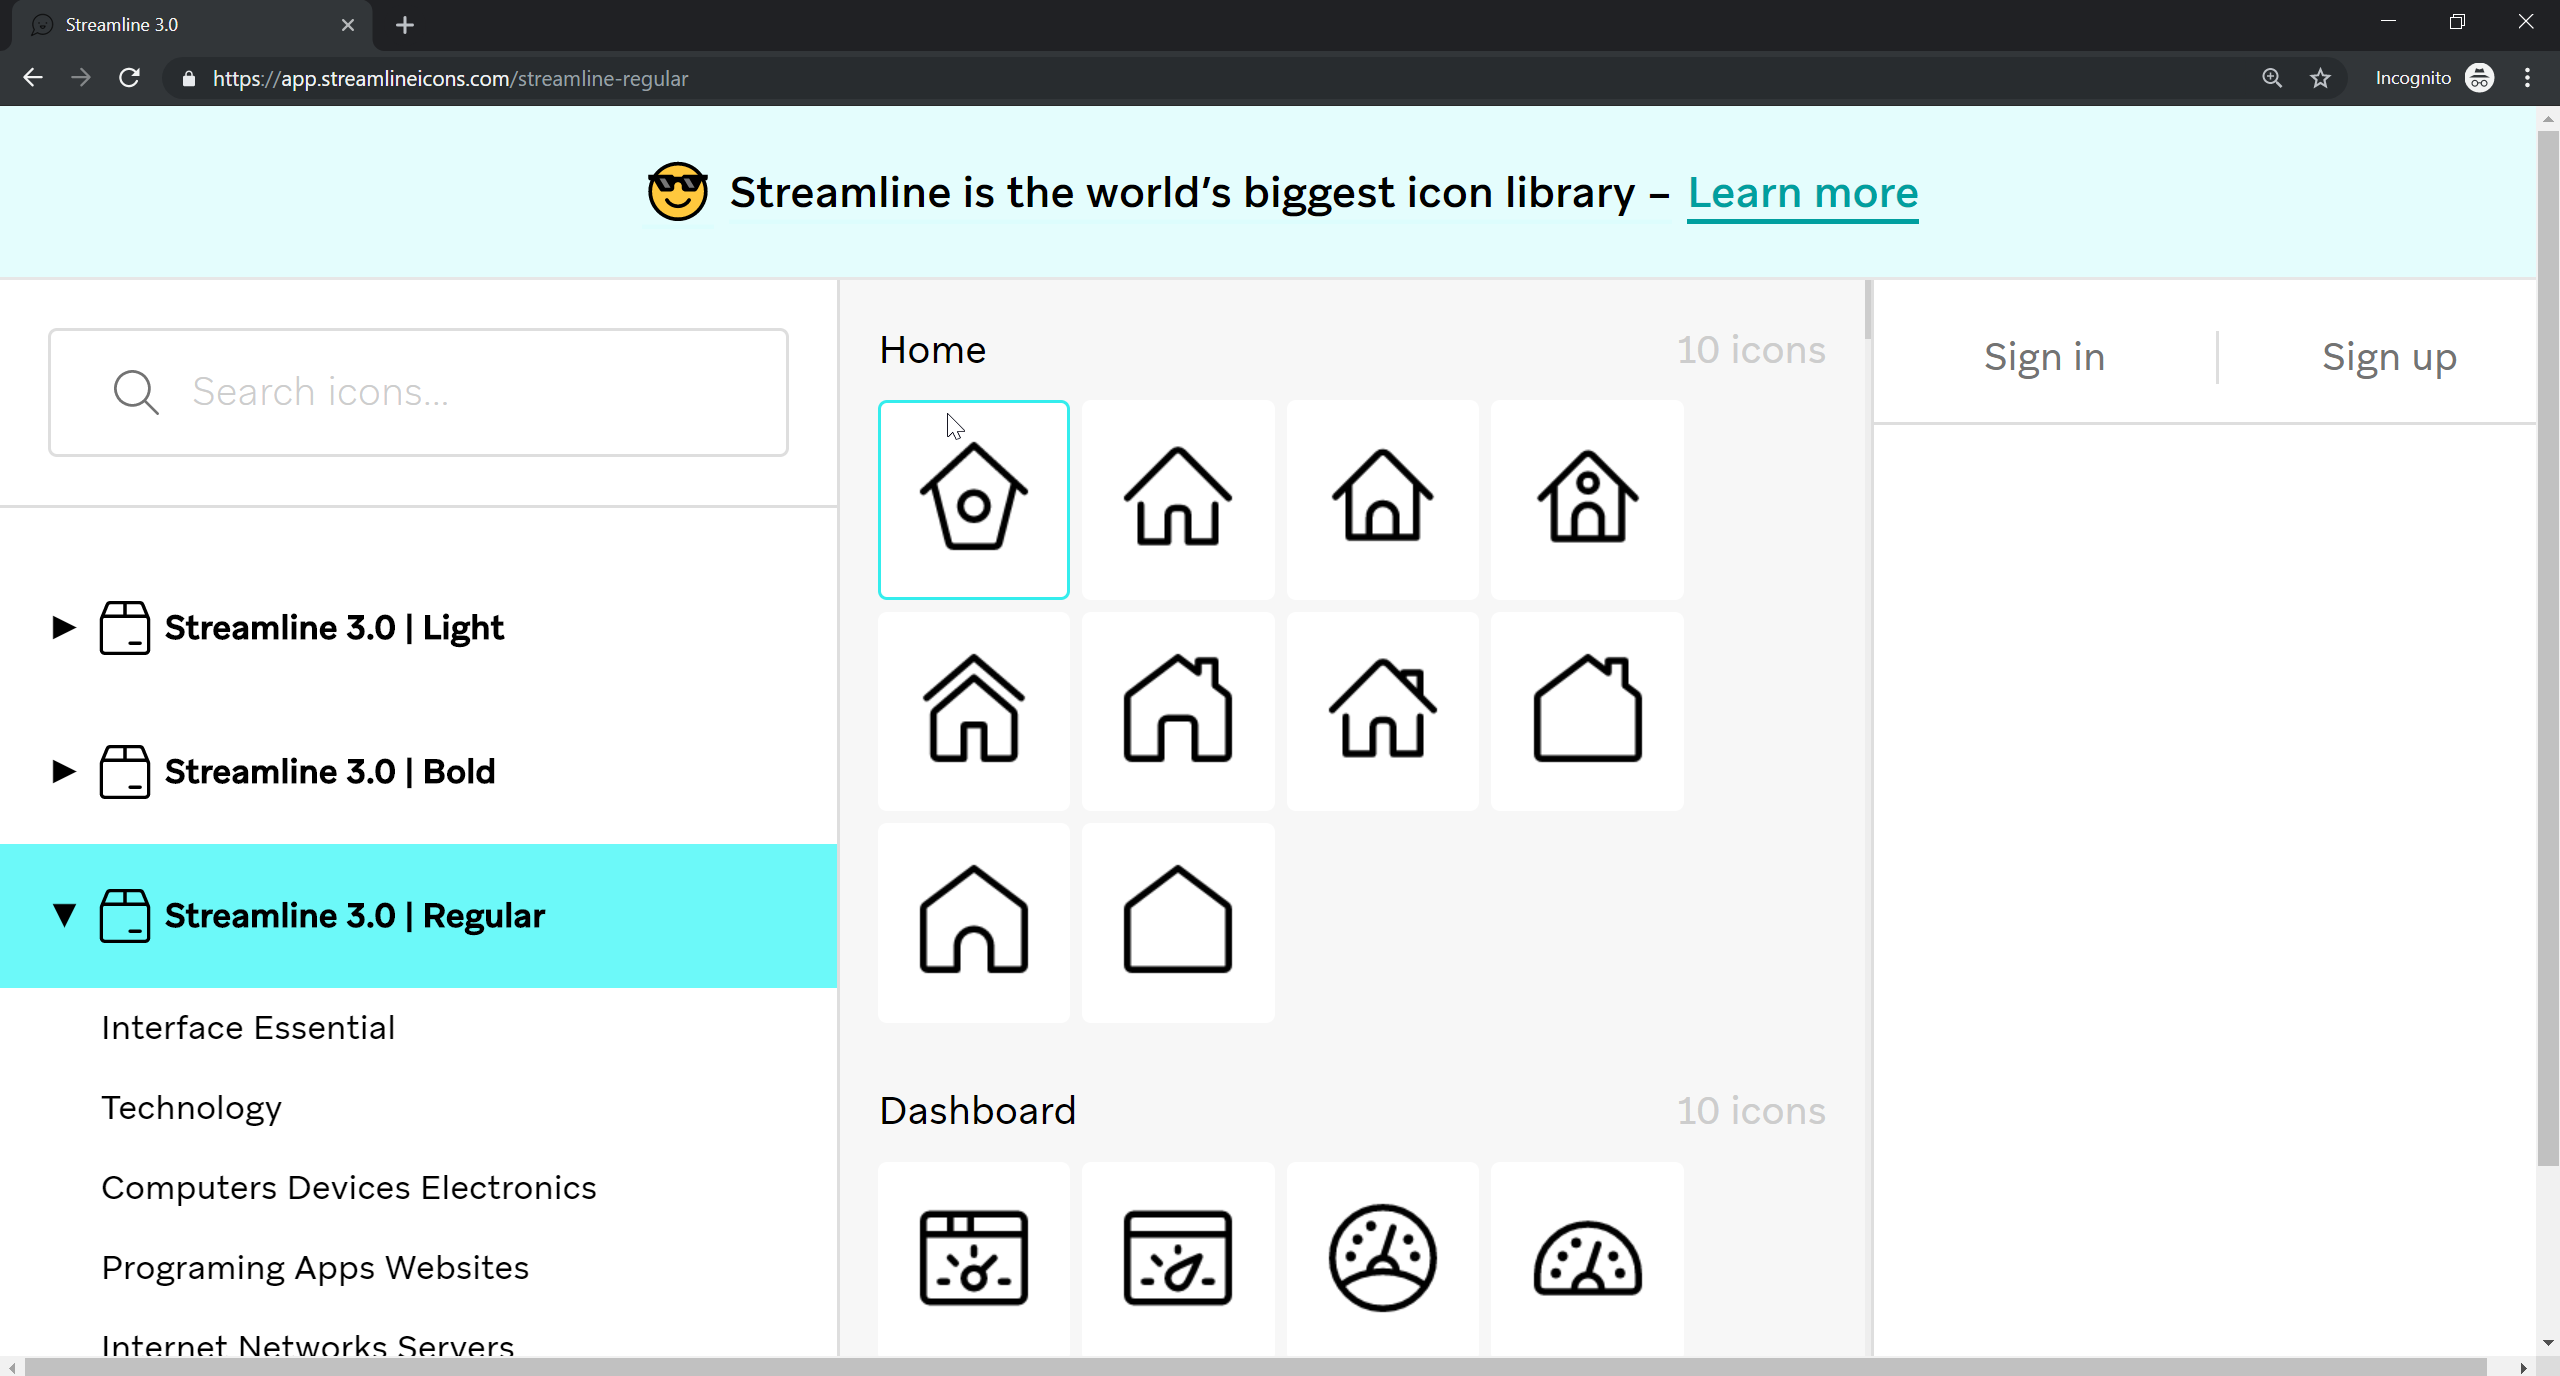 Streamline 3.0
https://app.streamlineicons.com/streamline-regular
Incognito
Streamline is the world's biggest icon library – Learn more
Search icons...
Streamline 3.0 | Light
Streamline 3.0 | Bold
Streamline 3.0 | Regular
Interface Essential
Technology
Computers Devices Electronics
Programing Apps Websites
Internet Networks Servers
Home
10 icons
Dashboard
10 icons
Sign in
Sign up